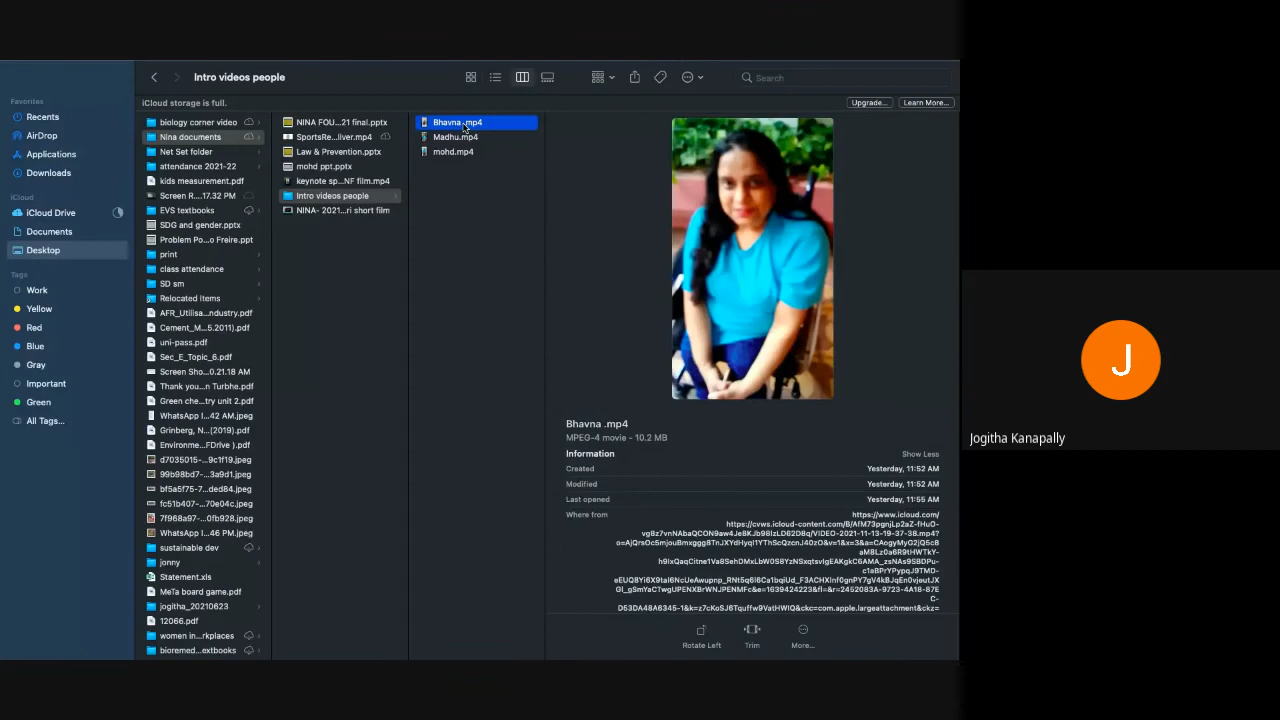 Intro videos people
Search
iCloud storage is full.
Upgrade...
Learn More...
Favorites
Recents
AirDrop
Applications
Downloads
iCloud
iCloud Drive
Documents
Desktop
Tags
Work
Yellow
Red
Blue
Gray
Important
Green
All Tags...
biology corner video
Nina documents
Net Set folder
attendance 2021-22
kids measurement.pdf
Screen R....17.32 PM
EVS textbooks
SDG and gender.pptx
Problem Po...o Freire.ppt
print
class attendance
SD sm
Relocated Items
AFR_Utilisa...ndustry.pdf
Cement_M...5.2011).pdf
uni-pass.pdf
Sec_E_Topic_6.pdf
Screen Sho...0.21.18 AM
Thank you...n Turbhe.pdf
Green che...try unit 2.pdf
WhatsApp I...42 AM.jpeg
Grinberg, N...(2019).pdf
Environme...FDrive ).pdf
d7035015-...9c1f19.jpeg
99b98bd7-...3a9d1.jpeg
bf5a5f75-7...ded84.jpeg
fc51b407-...70e04c.jpeg
7f968a97-...0fb928.jpeg
WhatsApp I...46 PM.jpeg
sustainable dev
jonny
Statement.xls
MeTa board game.pdf
jogitha_20210623
12066.pdf
women in...rkplaces
bioremed...extbooks
NINA FOU...21 final.pptx
SportsRe...liver.mp4
Law & Prevention.pptx
mohd ppt.pptx
keynote sp...NF film.mp4
Intro videos people
NINA- 2021...ri short film
Bhavna .mp4
Madhu.mp4
mohd.mp4
Bhavna .mp4
MPEG-4 movie - 10.2 MB
Information
Show Less
Created
Yesterday, 11:52 AM
Modified
Yesterday, 11:52 AM
Last opened
Yesterday, 11:55 AM
Where from
https://www.icloud.com/
Rotate Left
Trim
More...
J
Jogitha Kanapally